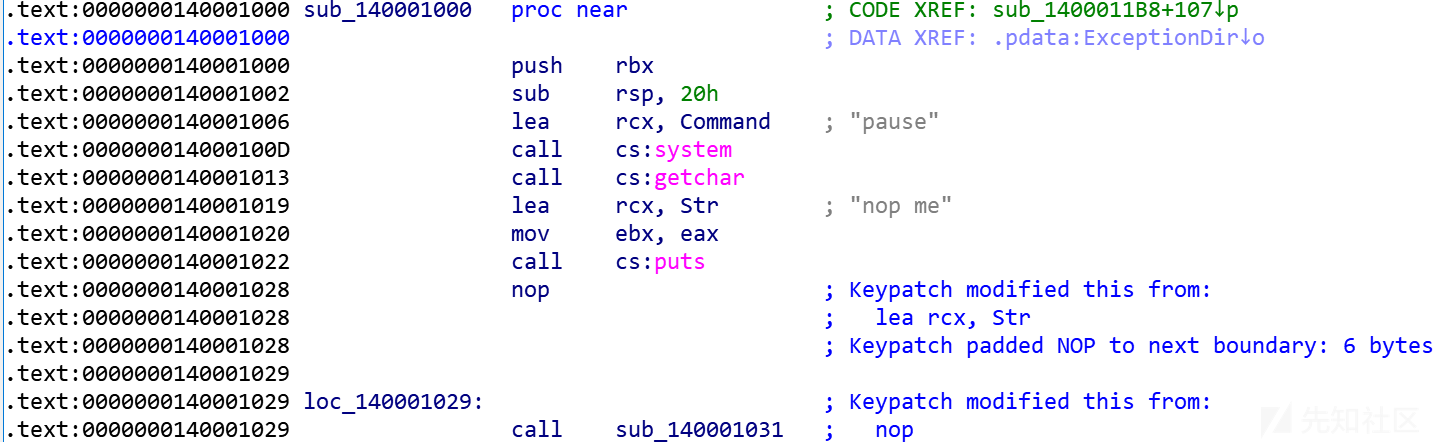 .text:0000000140001000 sub_140001000   proc near               ; CODE XREF: sub_1400011B8+107↓p
.text:0000000140001000                                         ; DATA XREF: .pdata:ExceptionDir↓o
.text:0000000140001000                 push    rbx
.text:0000000140001002                 sub     rsp, 20h
.text:0000000140001006                 lea     rcx, Command    ; "pause"
.text:000000014000100D                 call    cs:system
.text:0000000140001013                 call    cs:getchar
.text:0000000140001019                 lea     rcx, Str        ; "nop me"
.text:0000000140001020                 mov     ebx, eax
.text:0000000140001022                 call    cs:puts
.text:0000000140001028                 nop                     ; Keypatch modified this from:
.text:0000000140001028                                         ;   lea rcx, Str
.text:0000000140001028                                         ; Keypatch padded NOP to next boundary: 6 bytes
.text:0000000140001029
.text:0000000140001029 loc_140001029:                          ; Keypatch modified this from:
.text:0000000140001029                 call    sub_140001031   ;   nop
先知社区